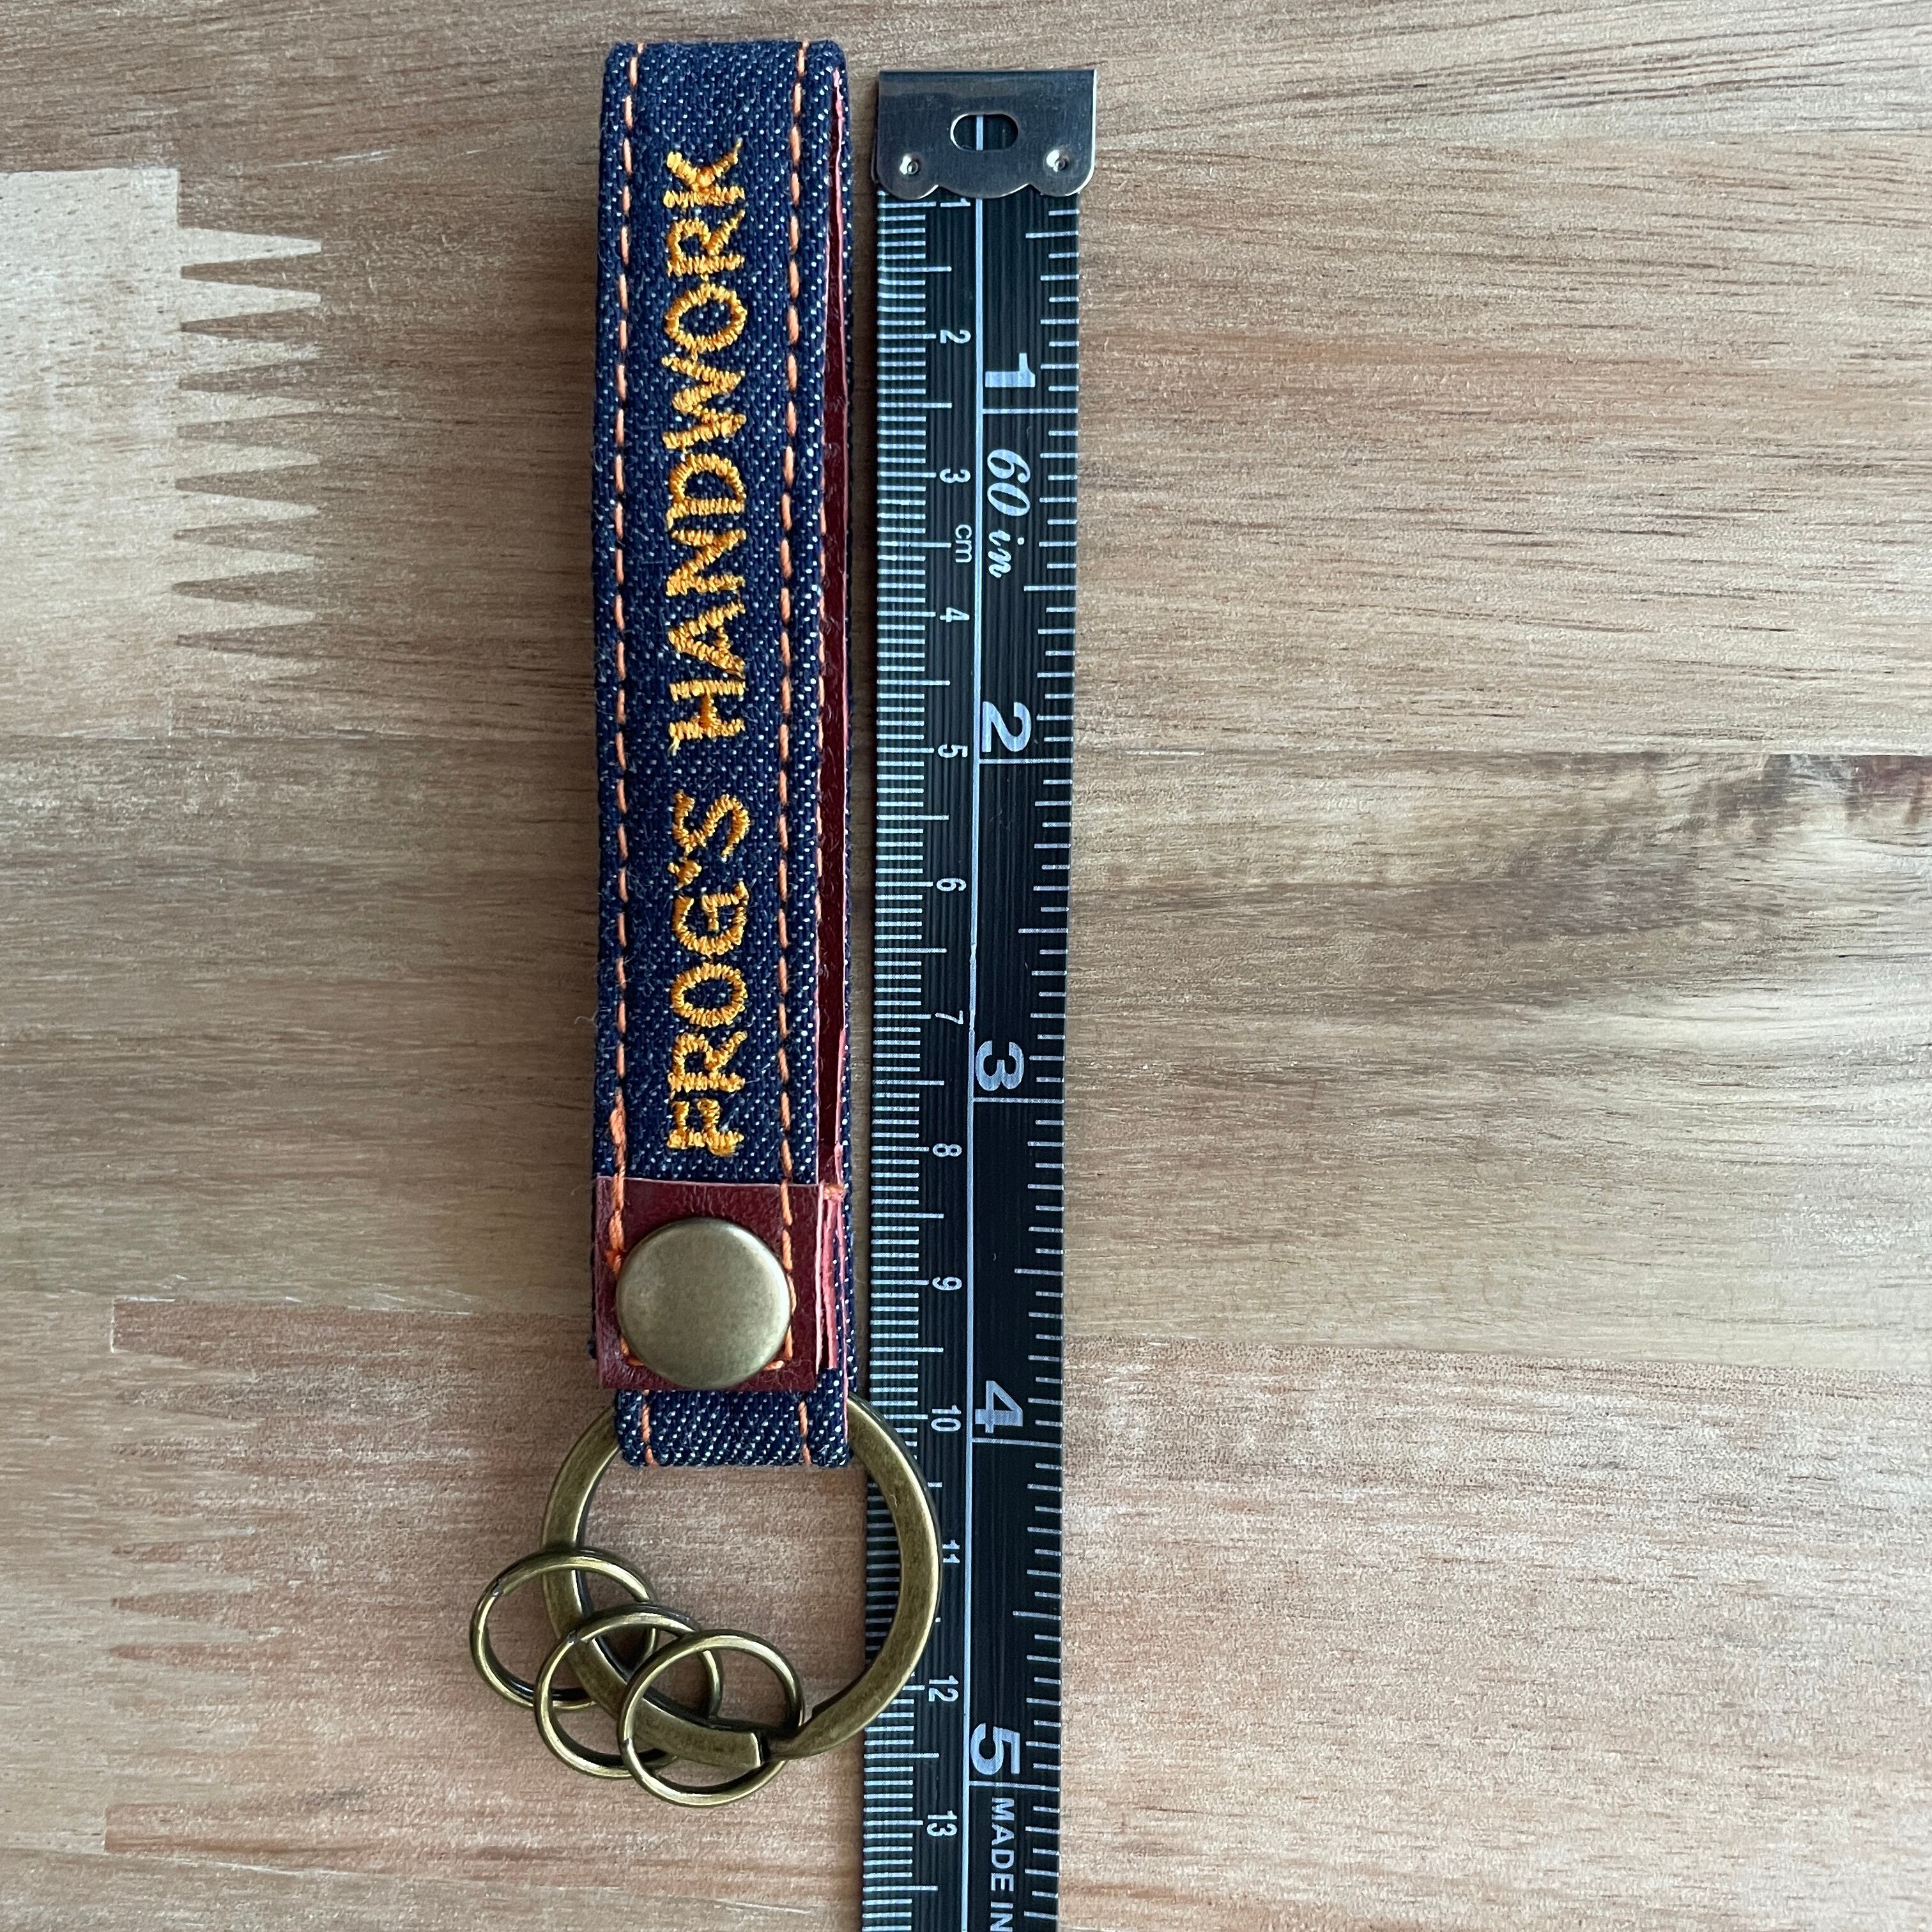 FROG'S HANDWORK
1 2 3 cm 4 5 6 7 8 9 10 11 12 13
1 60 in 2 3 4 5 MADE IN